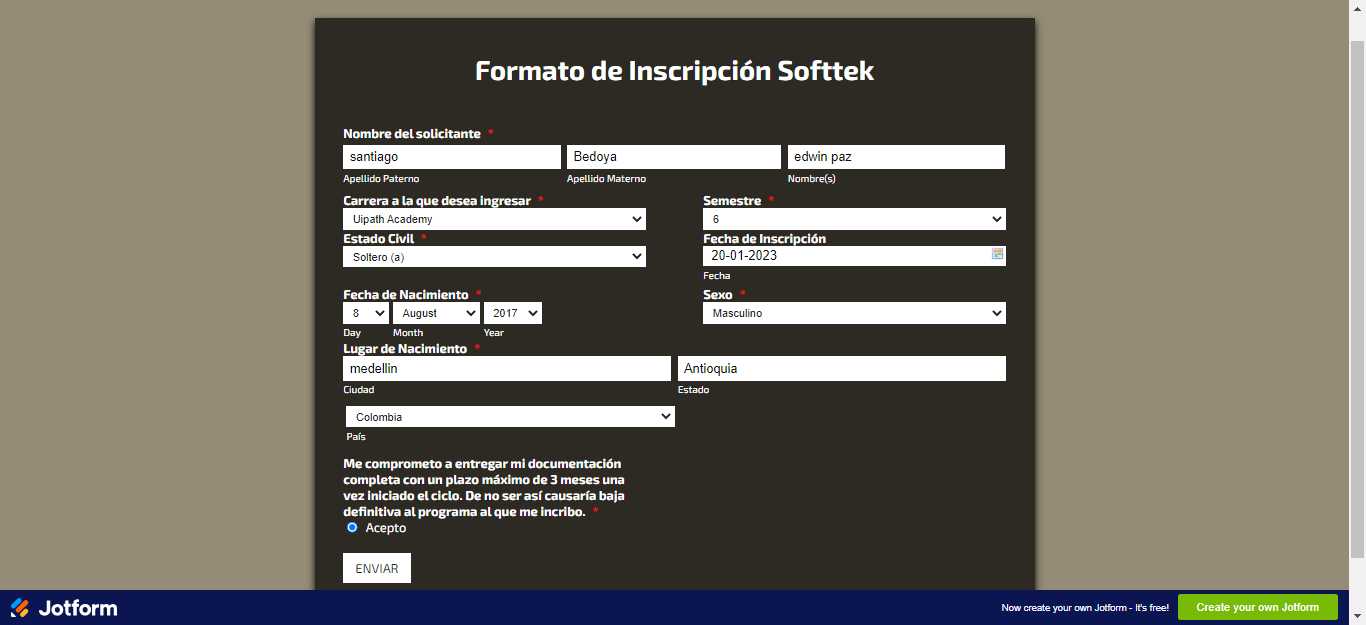 Formato de Inscripción Softtek
Nombre del solicitante *
santiago Bedoya edwin paz
Apellido Paterno Apellido Materno Nombre(s)
Carrera a la que desea ingresar * Semestre *
Uipath Academy 6
Estado Civil * Fecha de Inscripción
Soltero (a) 20-01-2023
Fecha
Fecha de Nacimiento * Sexo *
8 August 2017 Masculino
Day Month Year
Lugar de Nacimiento *
medellin Antioquia
Ciudad Estado
Colombia
País
Me comprometo a entregar mi documentación
completa con un plazo máximo de 3 meses una
vez iniciado el ciclo. De no ser así causaría baja
definitiva al programa al que me incribo. *
Acepto
ENVIAR
Jotform Now create your own Jotform - It's free! Create your own Jotform